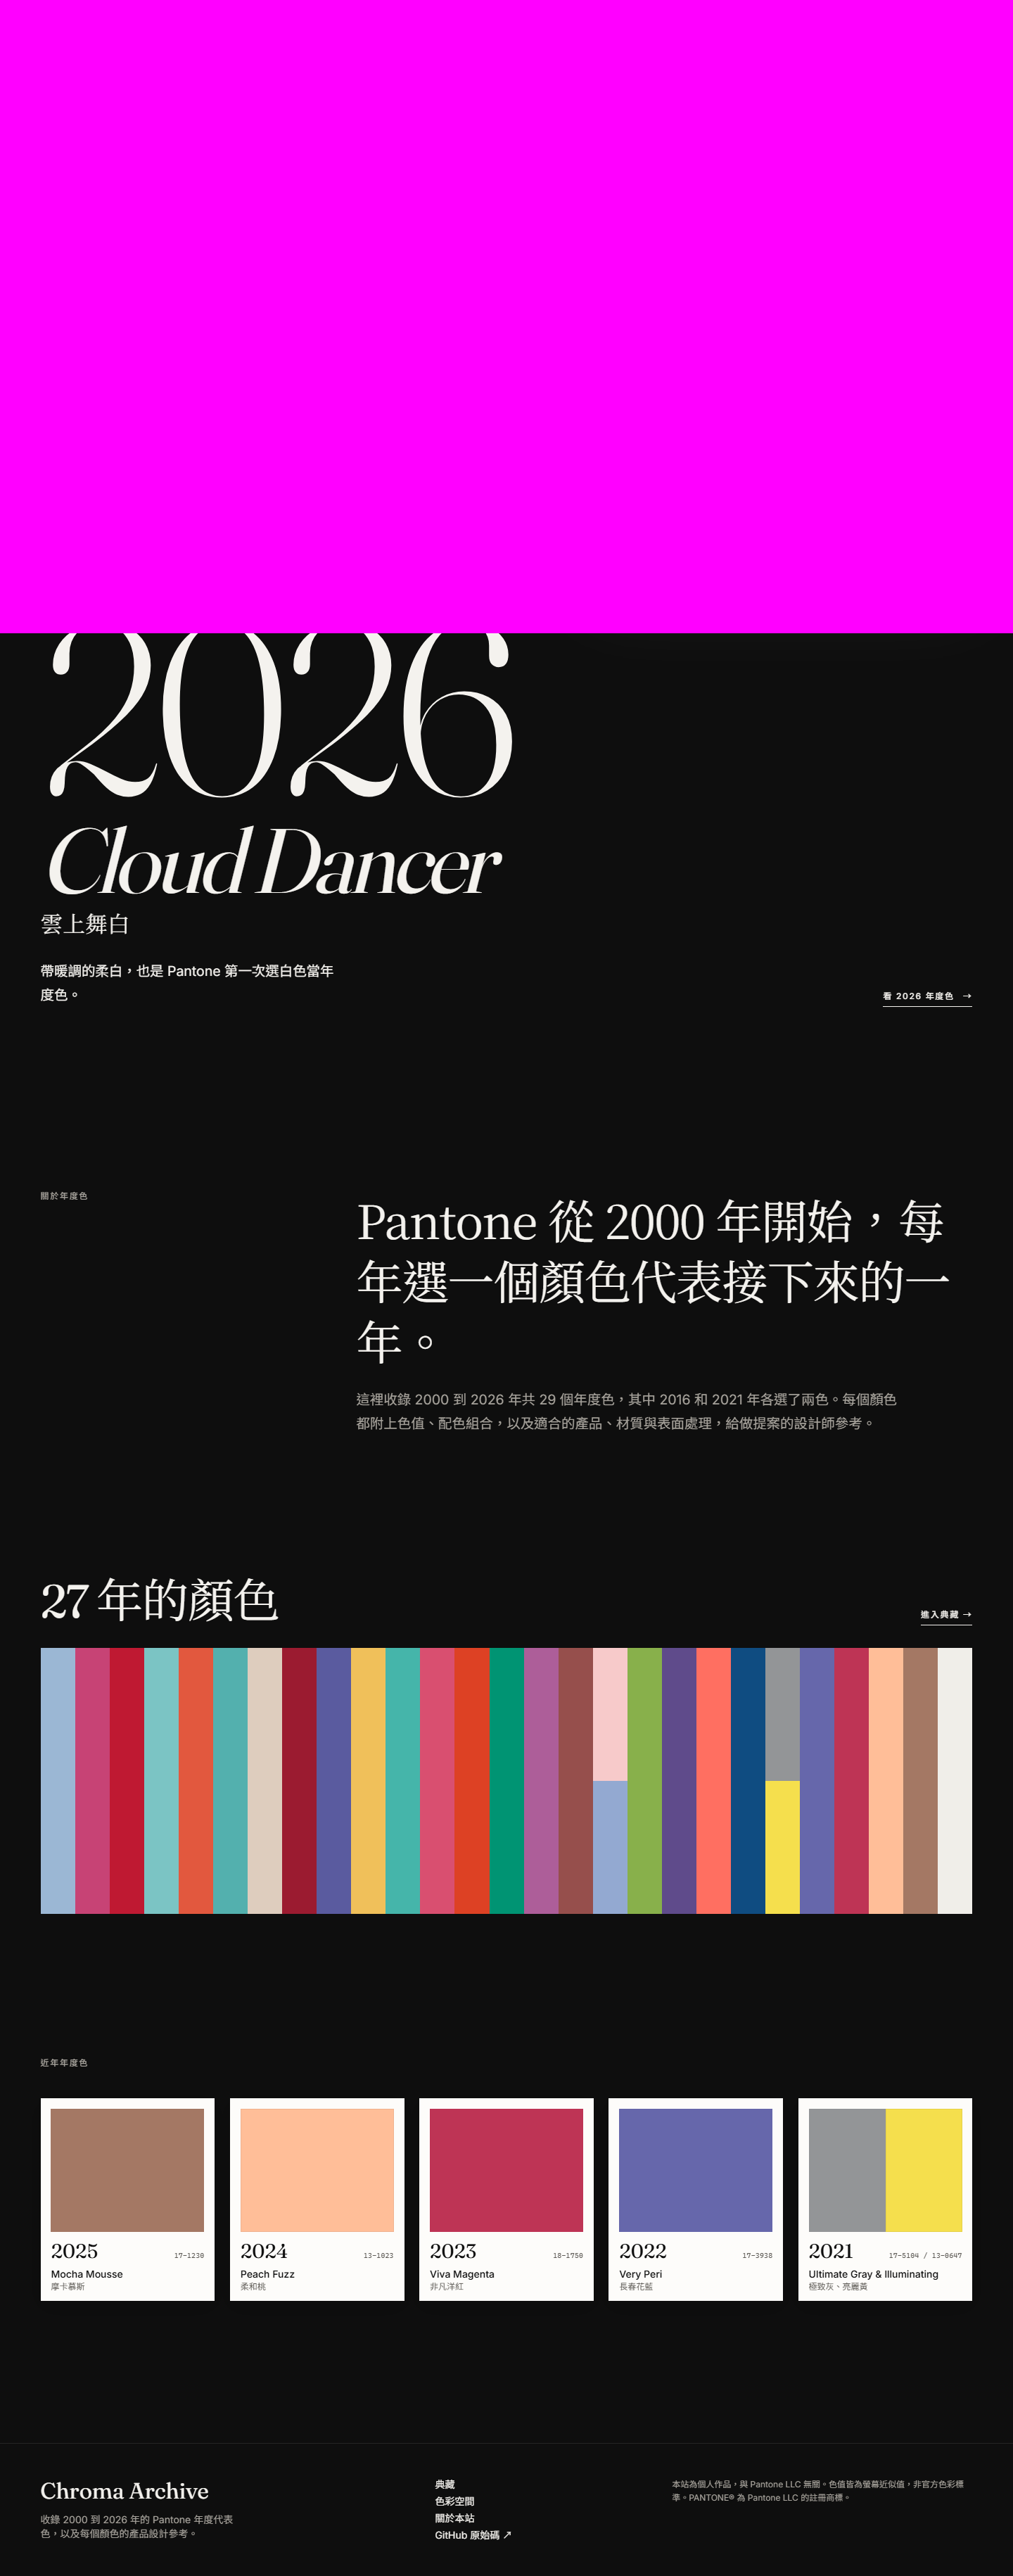 2026
Cloud Dancer
雲上舞白
帶暖調的柔白，也是 Pantone 第一次選白色當年
度色。
看 2026 年度色 →
關於年度色
Pantone 從 2000 年開始，每
年選一個顏色代表接下來的一
年。
這裡收錄 2000 到 2026 年共 29 個年度色，其中 2016 和 2021 年各選了兩色。每個顏色
都附上色值、配色組合，以及適合的產品、材質與表面處理，給做提案的設計師參考。
27 年的顏色
進入典藏 →
近年年度色
2025 17-1230
Mocha Mousse
摩卡慕斯
2024 13-1023
Peach Fuzz
柔和桃
2023 18-1750
Viva Magenta
非凡洋紅
2022 17-3938
Very Peri
長春花藍
2021 17-5104 / 13-0647
Ultimate Gray & Illuminating
極致灰、亮麗黃
Chroma Archive
收錄 2000 到 2026 年的 Pantone 年度代表
色，以及每個顏色的產品設計參考。
典藏
色彩空間
關於本站
GitHub 原始碼 ↗
本站為個人作品，與 Pantone LLC 無關。色值皆為螢幕近似值，非官方色彩標
準。PANTONE® 為 Pantone LLC 的註冊商標。